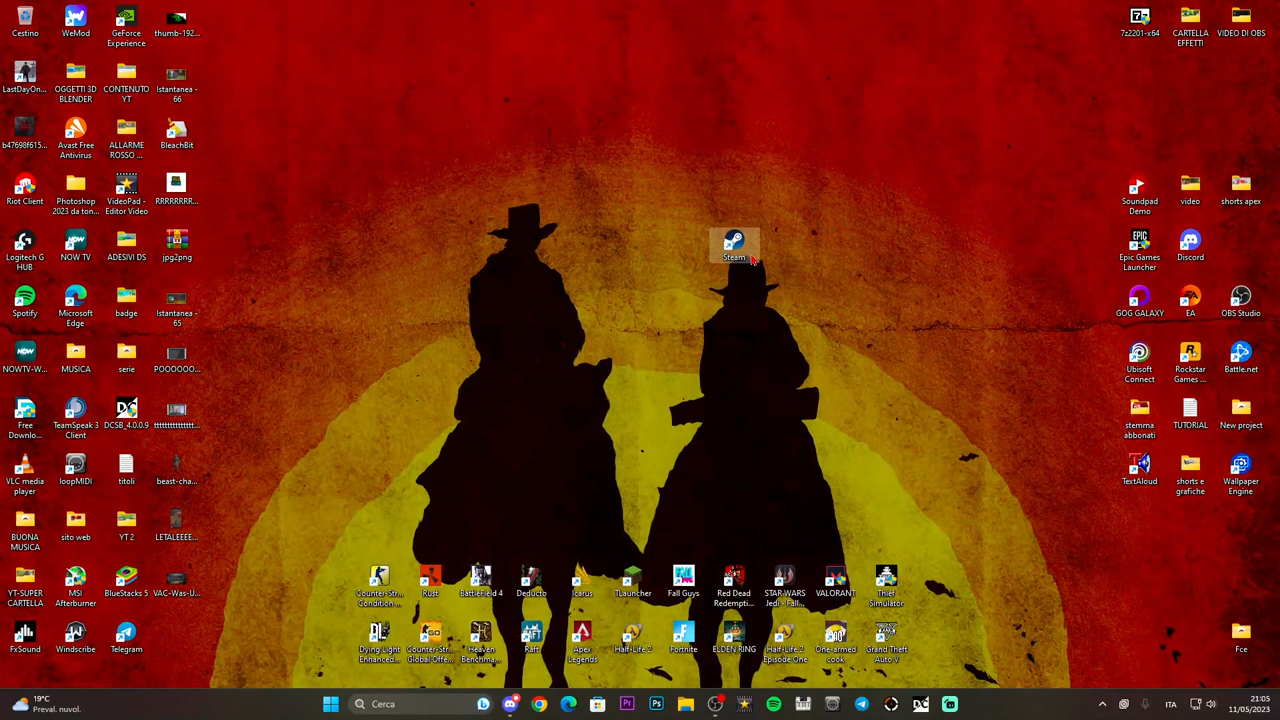 Cestino
WeMod
GeForce
Experience
thumb-192...
LastDayOn...
OGGETTI 3D
BLENDER
CONTENUTO
YT
Istantanea -
66
b47698f615...
Avast Free
Antivirus
ALLARME
ROSSO ...
BleachBit
Riot Client
Photoshop
2023 da ton...
VideoPad -
Editor Video
RRRRRRRR...
Logitech G
HUB
NOW TV
ADESIVI DS
jpg2png
Spotify
Microsoft
Edge
badge
Istantanea -
65
NOWTV-W...
MUSICA
serie
POOOOOO...
Free
Downlo...
TeamSpeak 3
Client
DCSB_4.0.0.9
tttttttttttttttt...
VLC media
player
loopMIDI
titoli
beast-cha...
BUONA
MUSICA
sito web
YT 2
LETALEEEE...
YT-SUPER
CARTELLA
MSI
Afterburner
BlueStacks 5
VAC-Was-U...
FxSound
Windscribe
Telegram
Steam
7z2201-x64
CARTELLA
EFFETTI
VIDEO DI OBS
Soundpad
Demo
video
shorts apex
Epic Games
Launcher
Discord
GOG GALAXY
EA
OBS Studio
Ubisoft
Connect
Rockstar
Games ...
Battle.net
stemma
abbonati
TUTORIAL
New project
TextAloud
shorts e
grafiche
Wallpaper
Engine
Fce
Counter-Str...
Condition...
Rust
Battlefield 4
Deducto
Icarus
TLauncher
Fall Guys
Red Dead
Redempti...
STAR WARS
Jedi - Fall...
VALORANT
Thief
Simulator
Dying Light
Enhanced...
Counter-Str...
Global Offe...
Heaven
Benchma...
Raft
Apex
Legends
Half-Life 2
Fortnite
ELDEN RING
Half-Life 2
Episode One
One-armed
cook
Grand Theft
Auto V
19°C
Preval. nuvol.
Cerca
ITA
21:05
11/05/2023